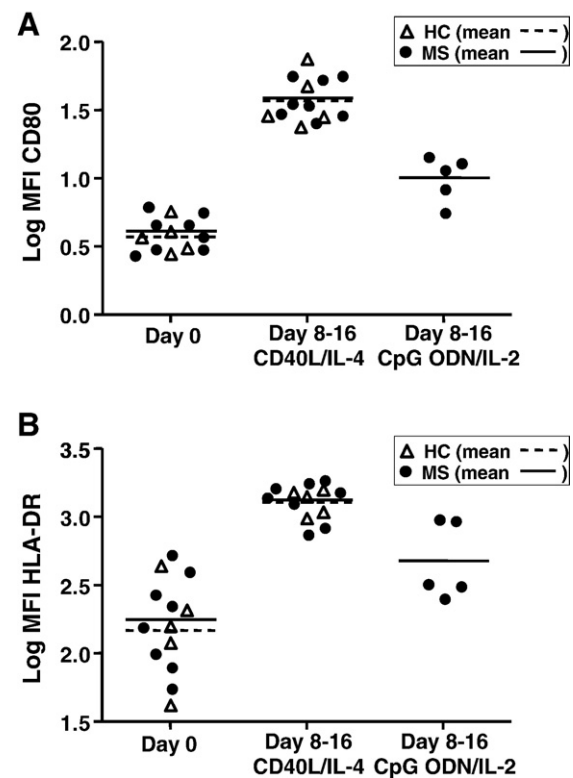 A
△ HC (mean ----)
● MS (mean —)
Log MFI CD80
2.0
1.5
1.0
0.5
0.0
Day 0
Day 8-16
CD40L/IL-4
Day 8-16
CpG ODN/IL-2
B
△ HC (mean ----)
● MS (mean —)
Log MFI HLA-DR
3.5
3.0
2.5
2.0
1.5
Day 0
Day 8-16
CD40L/IL-4
Day 8-16
CpG ODN/IL-2